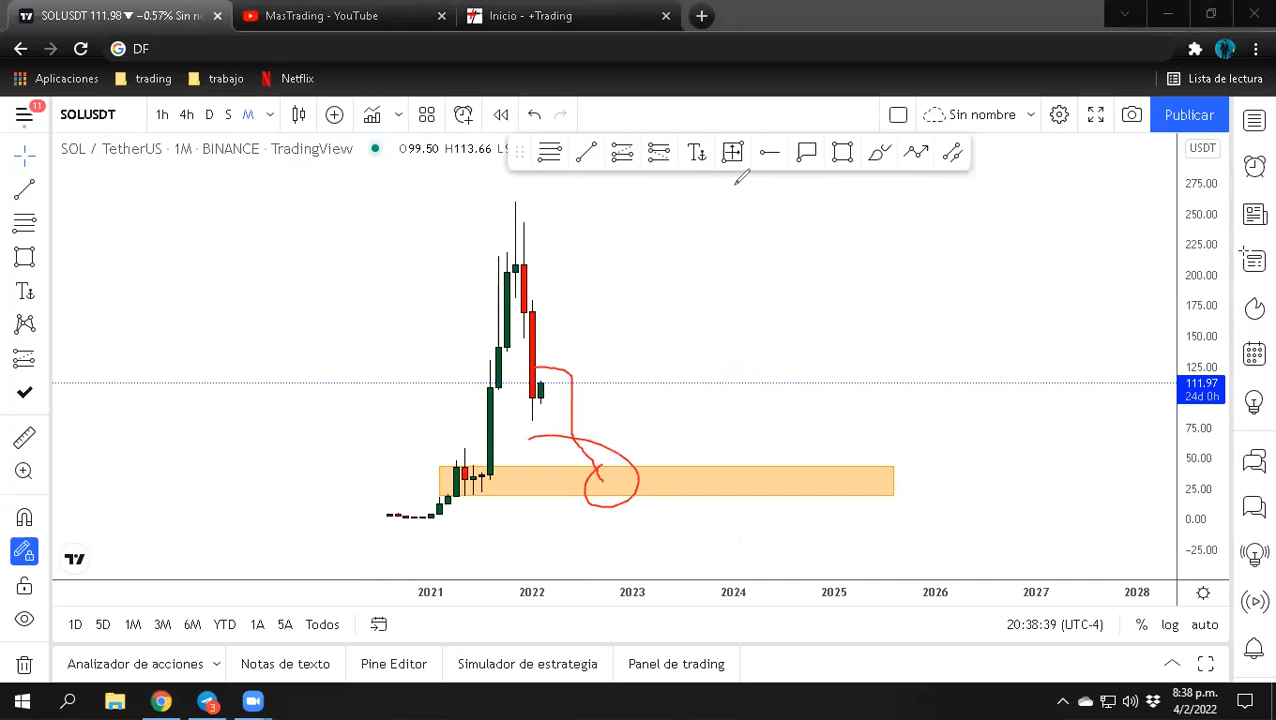 SOLUSDT 111.98 ▼ −0.57% Sin n
MasTrading - YouTube
Inicio - +Trading
DF
Aplicaciones
trading
trabajo
Netflix
Lista de lectura
11
SOLUSDT
1h 4h D S M
Sin nombre
Publicar
SOL / TetherUS · 1M · BINANCE · TradingView
O99.50 H113.66
USDT
275.00
250.00
225.00
200.00
175.00
150.00
125.00
111.97
24d 0h
75.00
50.00
25.00
0.00
−25.00
2021 2022 2023 2024 2025 2026 2027 2028
1D 5D 1M 3M 6M YTD 1A 5A Todos
20:38:39 (UTC-4)
% log auto
Analizador de acciones
Notas de texto
Pine Editor
Simulador de estrategia
Panel de trading
3
8:38 p.m.
4/2/2022